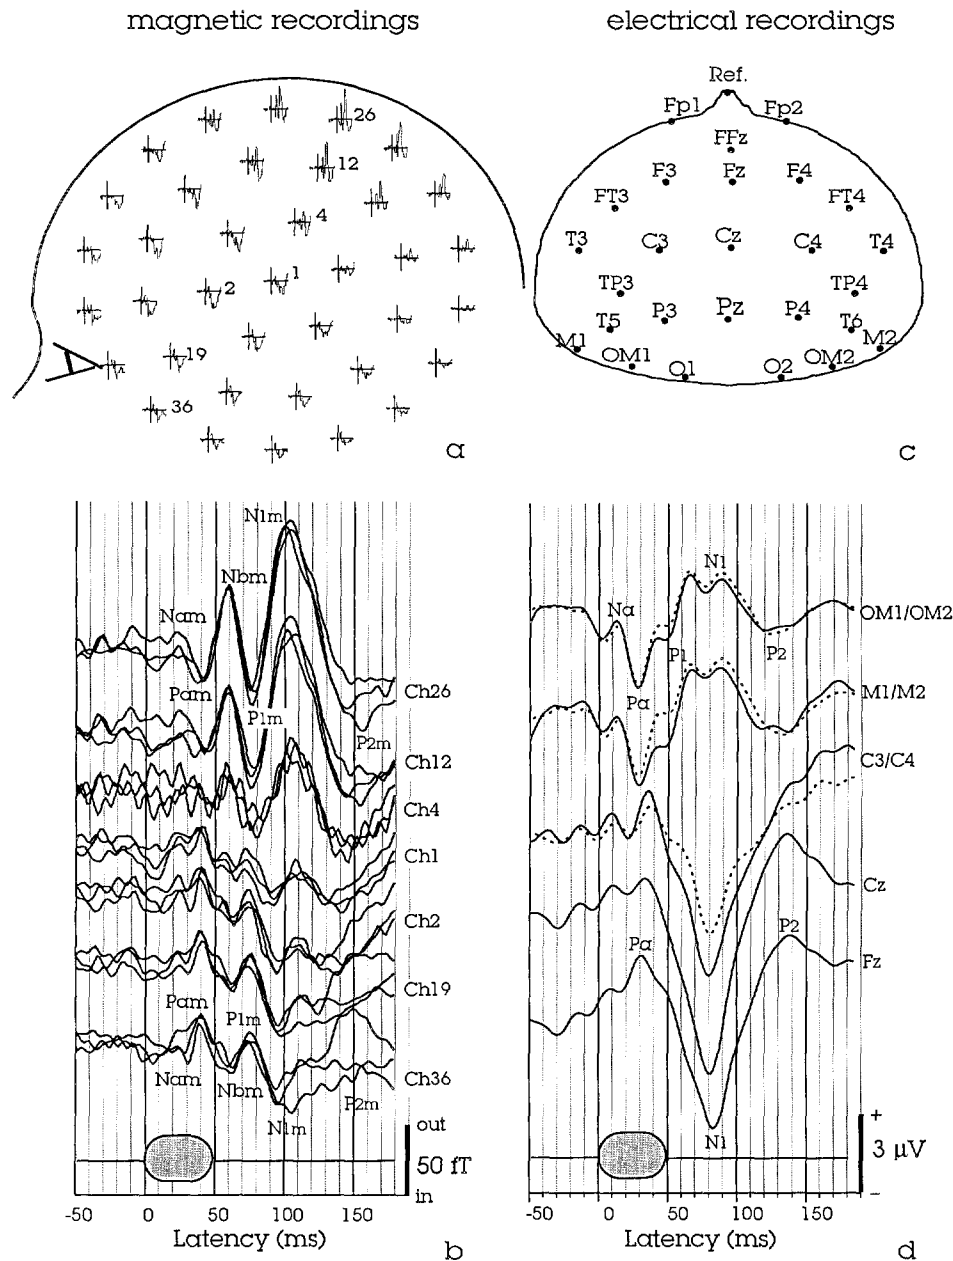 magnetic recordings
electrical recordings
26
12
4
1
2
19
36
a
Ref.
Fp1
Fp2
FFz
F3
Fz
F4
FT3
FT4
T3
C3
Cz
C4
T4
TP3
TP4
T5
P3
Pz
P4
T6
M1
M2
OM1
O1
O2
OM2
c
N1m
Nbm
Nam
Pam
P1m
P2m
Ch26
Ch12
Ch4
Ch1
Ch2
Ch19
Ch36
Pam
P1m
Nam
Nbm
N1m
P2m
out
50 fT
in
-50 0 50 100 150
Latency (ms)
b
N1
Na
P1
P2
Pa
OM1/OM2
M1/M2
C3/C4
Cz
Fz
Pa
P2
N1
+
3 μV
−
-50 0 50 100 150
Latency (ms)
d